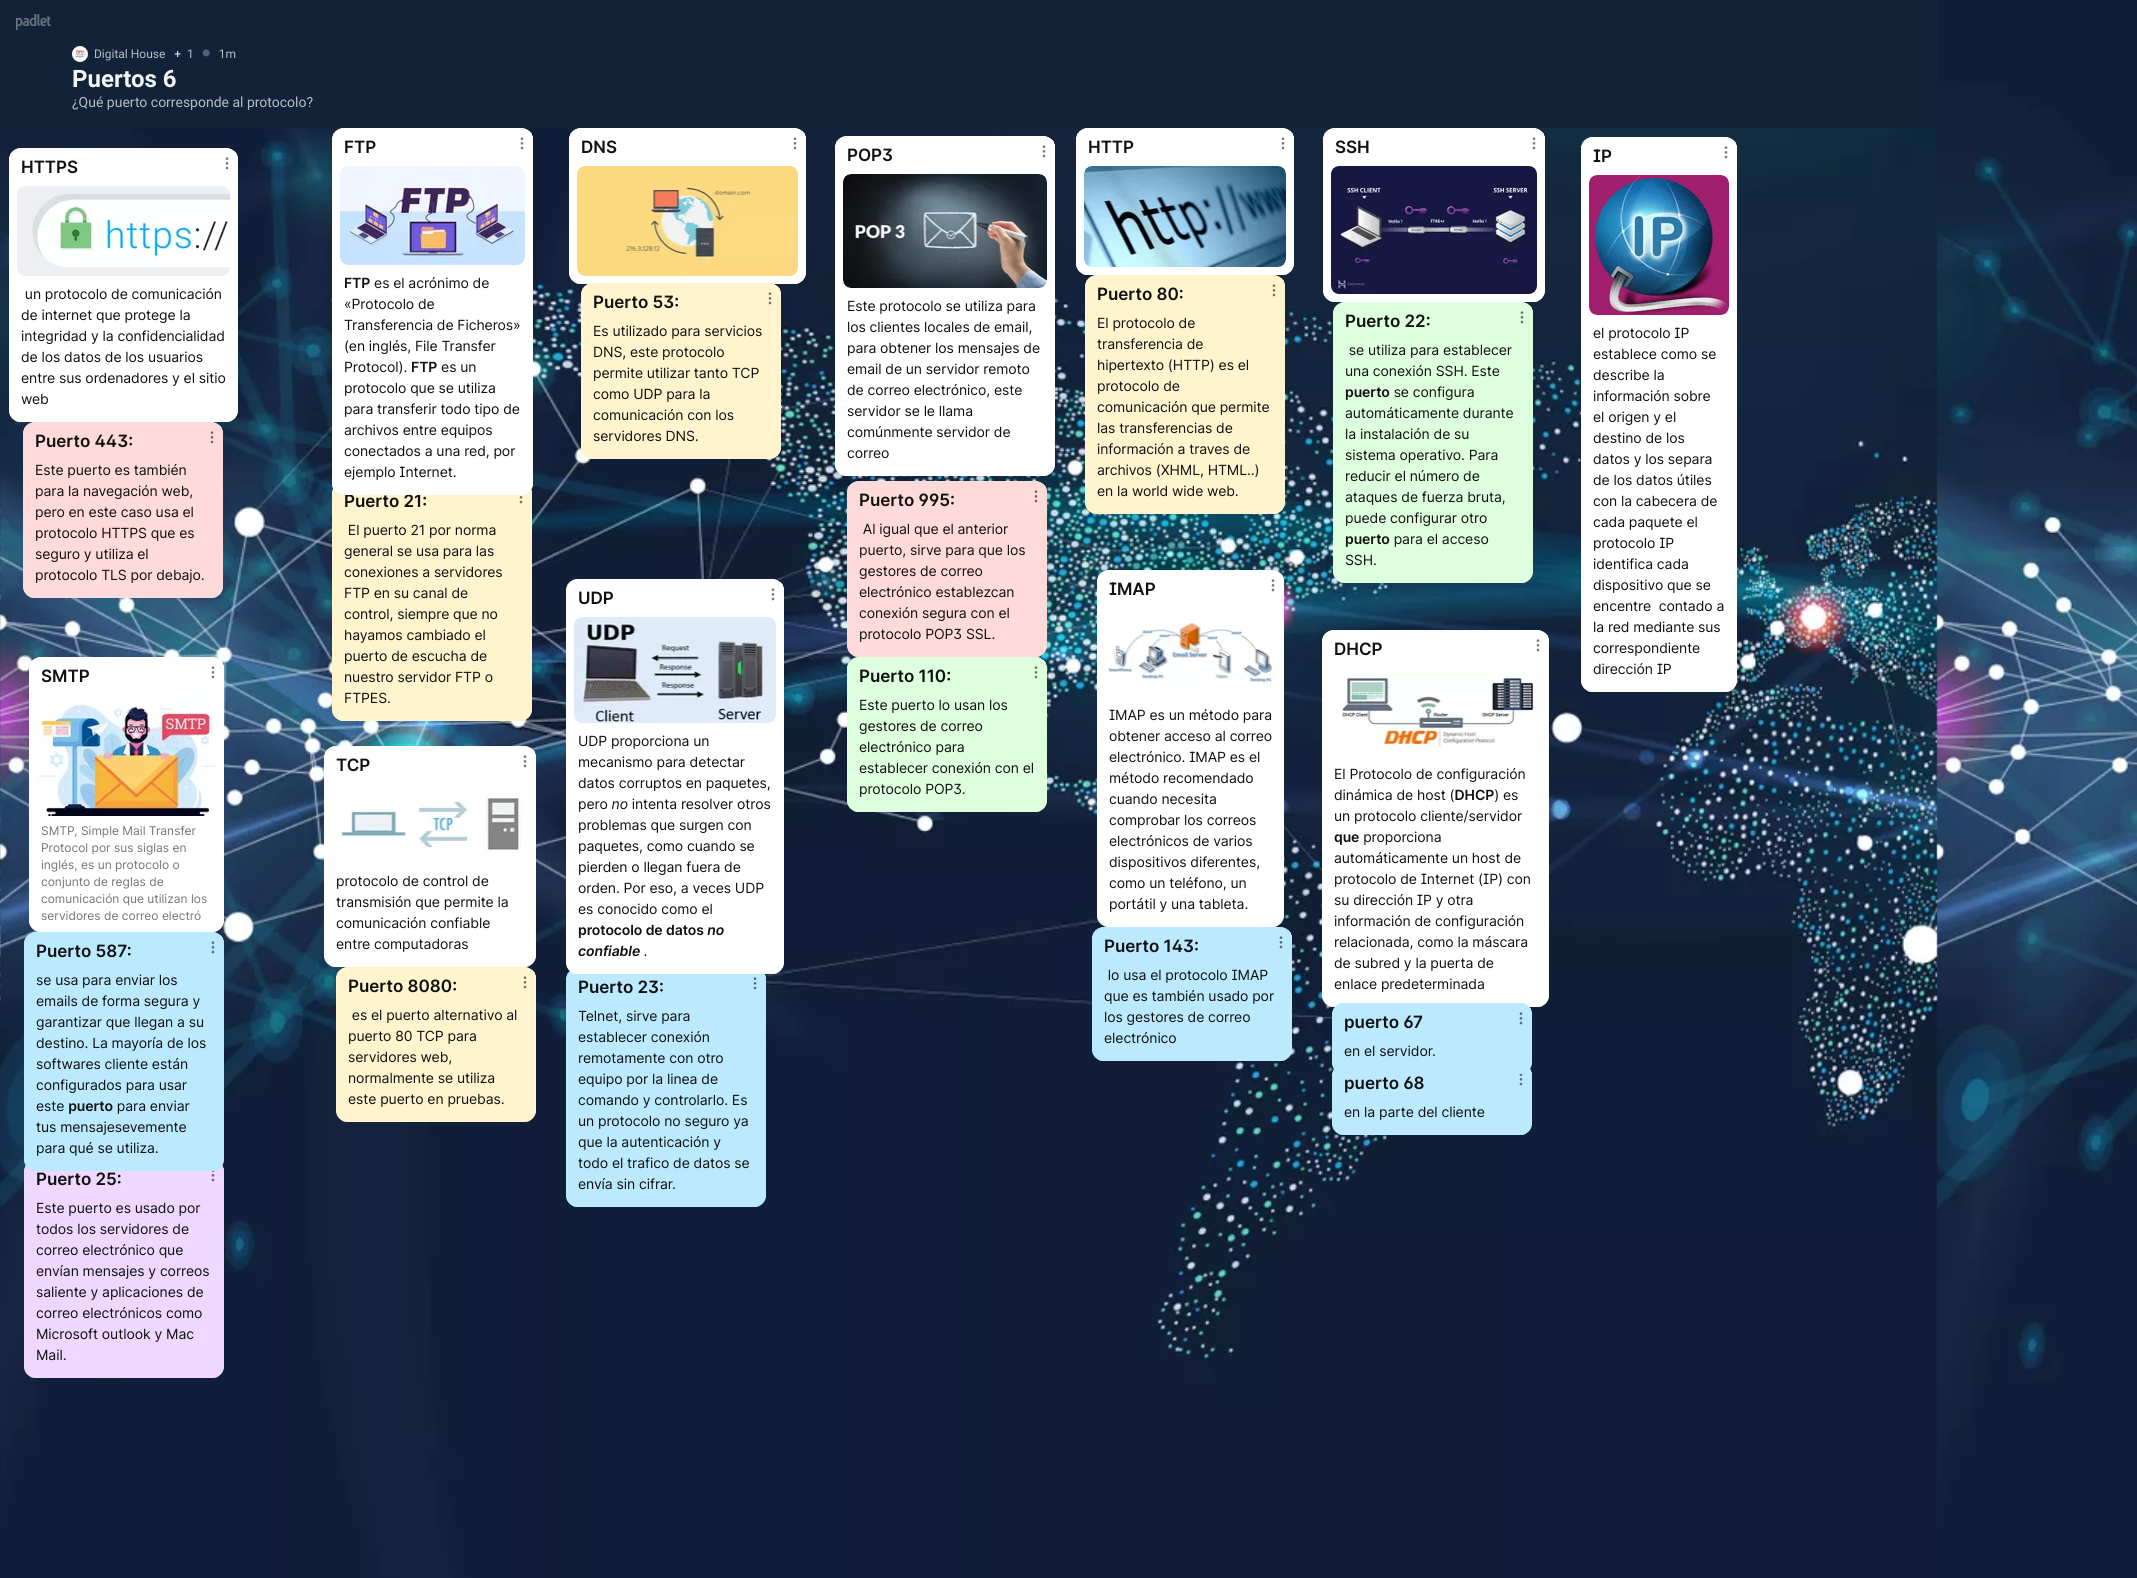 padlet
Digital House + 1 1m
Puertos 6
¿Qué puerto corresponde al protocolo?
HTTPS
https://
un protocolo de comunicación
de internet que protege la
integridad y la confidencialidad
de los datos de los usuarios
entre sus ordenadores y el sitio
web
Puerto 443:
Este puerto es también
para la navegación web,
pero en este caso usa el
protocolo HTTPS que es
seguro y utiliza el
protocolo TLS por debajo.
SMTP
SMTP
SMTP, Simple Mail Transfer
Protocol por sus siglas en
inglés, es un protocolo o
conjunto de reglas de
comunicación que utilizan los
servidores de correo electró
Puerto 587:
se usa para enviar los
emails de forma segura y
garantizar que llegan a su
destino. La mayoría de los
softwares cliente están
configurados para usar
este puerto para enviar
tus mensajesevemente
para qué se utiliza.
Puerto 25:
Este puerto es usado por
todos los servidores de
correo electrónico que
envían mensajes y correos
saliente y aplicaciones de
correo electrónicos como
Microsoft outlook y Mac
Mail.
FTP
FTP
FTP es el acrónimo de
«Protocolo de
Transferencia de Ficheros»
(en inglés, File Transfer
Protocol). FTP es un
protocolo que se utiliza
para transferir todo tipo de
archivos entre equipos
conectados a una red, por
ejemplo Internet.
Puerto 21:
El puerto 21 por norma
general se usa para las
conexiones a servidores
FTP en su canal de
control, siempre que no
hayamos cambiado el
puerto de escucha de
nuestro servidor FTP o
FTPES.
TCP
TCP
protocolo de control de
transmisión que permite la
comunicación confiable
entre computadoras
Puerto 8080:
es el puerto alternativo al
puerto 80 TCP para
servidores web,
normalmente se utiliza
este puerto en pruebas.
DNS
domain.com
216.3.128.12
Puerto 53:
Es utilizado para servicios
DNS, este protocolo
permite utilizar tanto TCP
como UDP para la
comunicación con los
servidores DNS.
UDP
UDP
Request
Response
Response
Client Server
UDP proporciona un
mecanismo para detectar
datos corruptos en paquetes,
pero no intenta resolver otros
problemas que surgen con
paquetes, como cuando se
pierden o llegan fuera de
orden. Por eso, a veces UDP
es conocido como el
protocolo de datos no
confiable .
Puerto 23:
Telnet, sirve para
establecer conexión
remotamente con otro
equipo por la linea de
comando y controlarlo. Es
un protocolo no seguro ya
que la autenticación y
todo el trafico de datos se
envía sin cifrar.
POP3
POP 3
Este protocolo se utiliza para
los clientes locales de email,
para obtener los mensajes de
email de un servidor remoto
de correo electrónico, este
servidor se le llama
comúnmente servidor de
correo
Puerto 995:
Al igual que el anterior
puerto, sirve para que los
gestores de correo
electrónico establezcan
conexión segura con el
protocolo POP3 SSL.
Puerto 110:
Este puerto lo usan los
gestores de correo
electrónico para
establecer conexión con el
protocolo POP3.
HTTP
http://www
Puerto 80:
El protocolo de
transferencia de
hipertexto (HTTP) es el
protocolo de
comunicación que permite
las transferencias de
información a traves de
archivos (XHML, HTML..)
en la world wide web.
IMAP
Email Server
IMAP es un método para
obtener acceso al correo
electrónico. IMAP es el
método recomendado
cuando necesita
comprobar los correos
electrónicos de varios
dispositivos diferentes,
como un teléfono, un
portátil y una tableta.
Puerto 143:
lo usa el protocolo IMAP
que es también usado por
los gestores de correo
electrónico
SSH
SSH CLIENT SSH SERVER
Puerto 22:
se utiliza para establecer
una conexión SSH. Este
puerto se configura
automáticamente durante
la instalación de su
sistema operativo. Para
reducir el número de
ataques de fuerza bruta,
puede configurar otro
puerto para el acceso
SSH.
DHCP
DHCP Client Router DHCP Server
DHCP Dynamic Host
Configuration Protocol
El Protocolo de configuración
dinámica de host (DHCP) es
un protocolo cliente/servidor
que proporciona
automáticamente un host de
protocolo de Internet (IP) con
su dirección IP y otra
información de configuración
relacionada, como la máscara
de subred y la puerta de
enlace predeterminada
puerto 67
en el servidor.
puerto 68
en la parte del cliente
IP
IP
el protocolo IP
establece como se
describe la
información sobre
el origen y el
destino de los
datos y los separa
de los datos útiles
con la cabecera de
cada paquete el
protocolo IP
identifica cada
dispositivo que se
encentre contado a
la red mediante sus
correspondiente
dirección IP